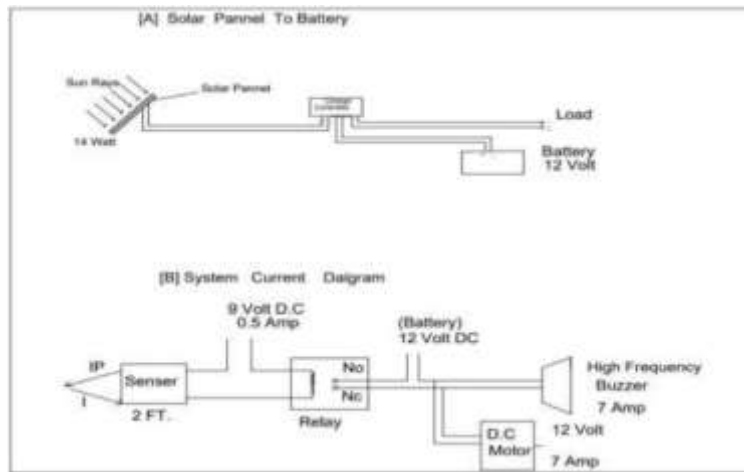 [A] Solar Pannel To Battery
Sun Rays
Solar Pannel
14 Watt
Load
Battery
12 Volt
[B] System Current Daigram
9 Volt D.C
0.5 Amp
(Battery)
12 Volt DC
IP
Senser
I
2 FT.
No
Nc
Relay
High Frequency
Buzzer
7 Amp
D.C
Motor
12 Volt
7 Amp